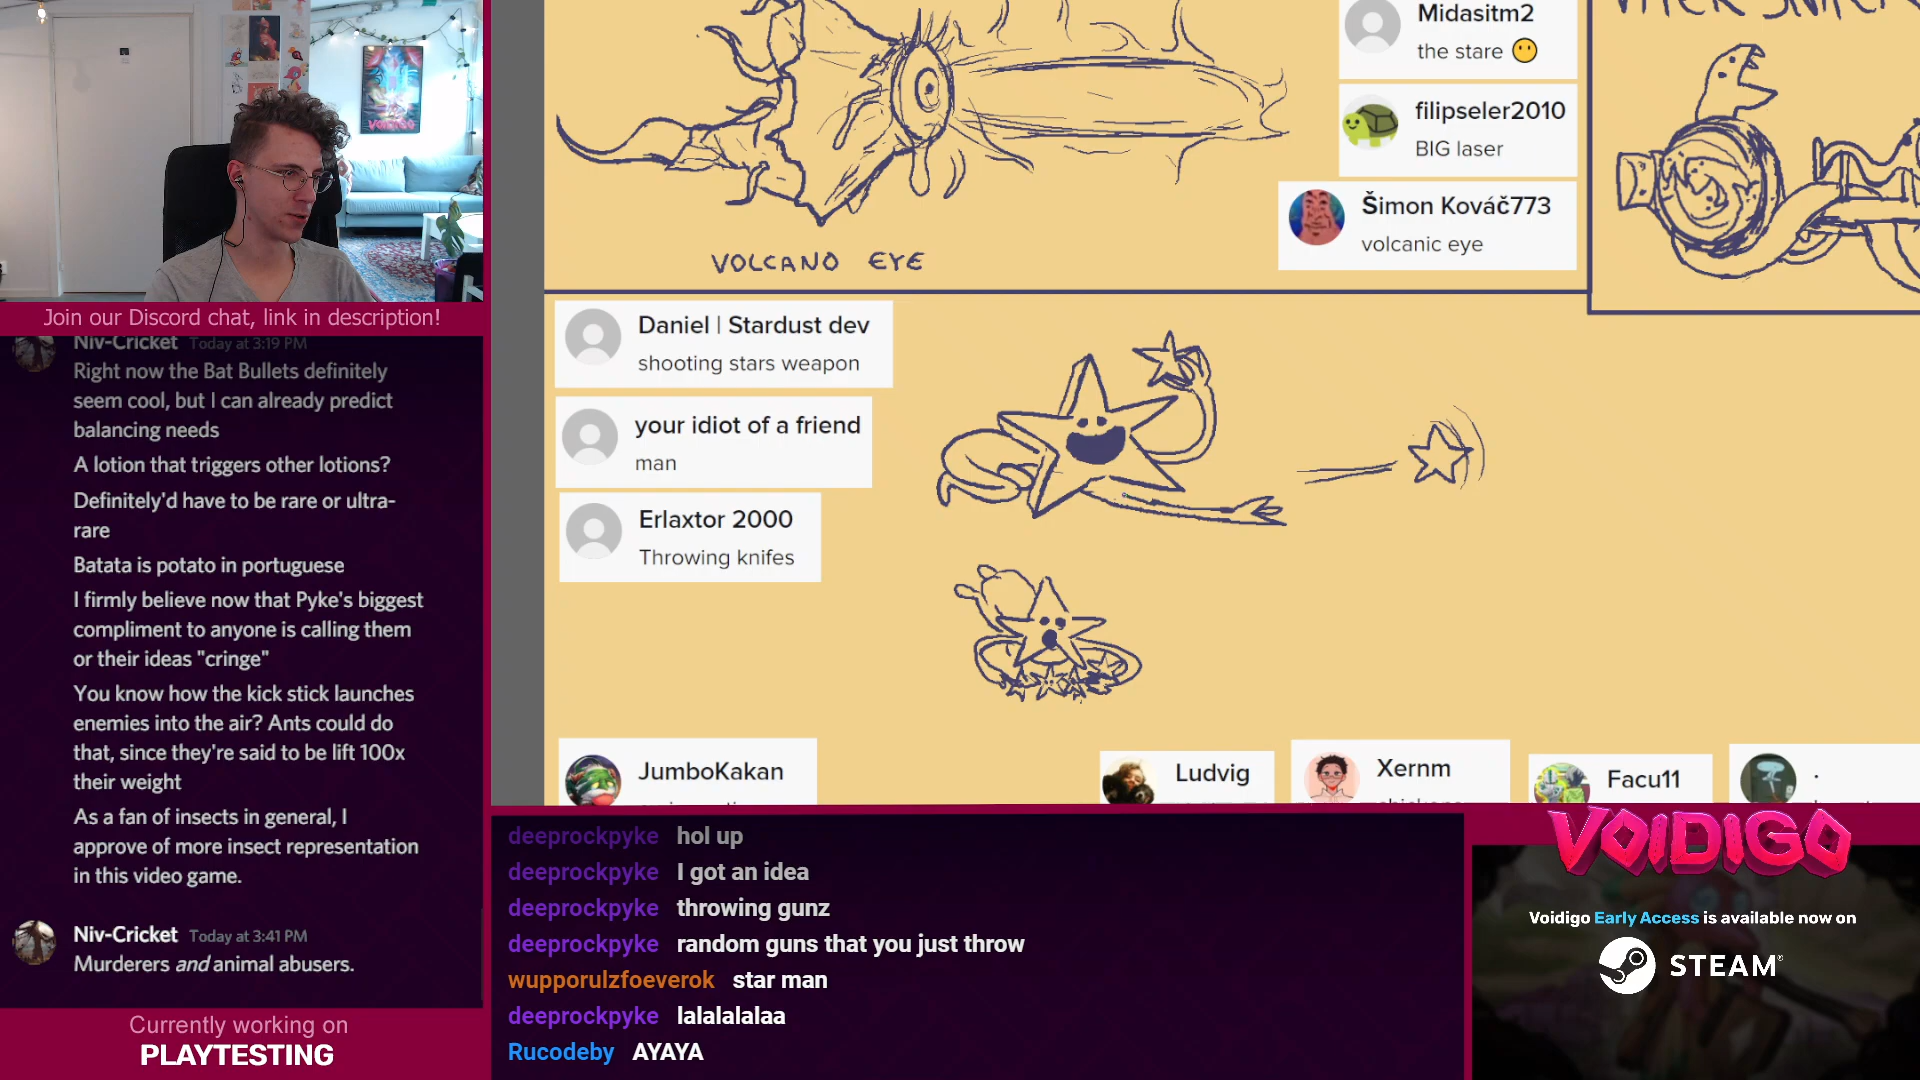 VOIDIGO
Join our Discord chat, link in description!
Niv-Cricket Today at 3:19 PM
Right now the Bat Bullets definitely
seem cool, but I can already predict
balancing needs
A lotion that triggers other lotions?
Definitely'd have to be rare or ultra-
rare
Batata is potato in portuguese
I firmly believe now that Pyke's biggest
compliment to anyone is calling them
or their ideas "cringe"
You know how the kick stick launches
enemies into the air? Ants could do
that, since they're said to be lift 100x
their weight
As a fan of insects in general, I
approve of more insect representation
in this video game.
Niv-Cricket Today at 3:41 PM
Murderers and animal abusers.
Currently working on
PLAYTESTING
Midasitm2
the stare
filipseler2010
BIG laser
Šimon Kováč773
volcanic eye
VOLCANO EYE
Daniel | Stardust dev
shooting stars weapon
your idiot of a friend
man
Erlaxtor 2000
Throwing knifes
JumboKakan
Ludvig
Xernm
Facu11
.
deeprockpyke hol up
deeprockpyke I got an idea
deeprockpyke throwing gunz
deeprockpyke random guns that you just throw
wupporulzfoeverok star man
deeprockpyke lalalalalaa
Rucodeby AYAYA
VOIDIGO
Voidigo Early Access is available now on
STEAM